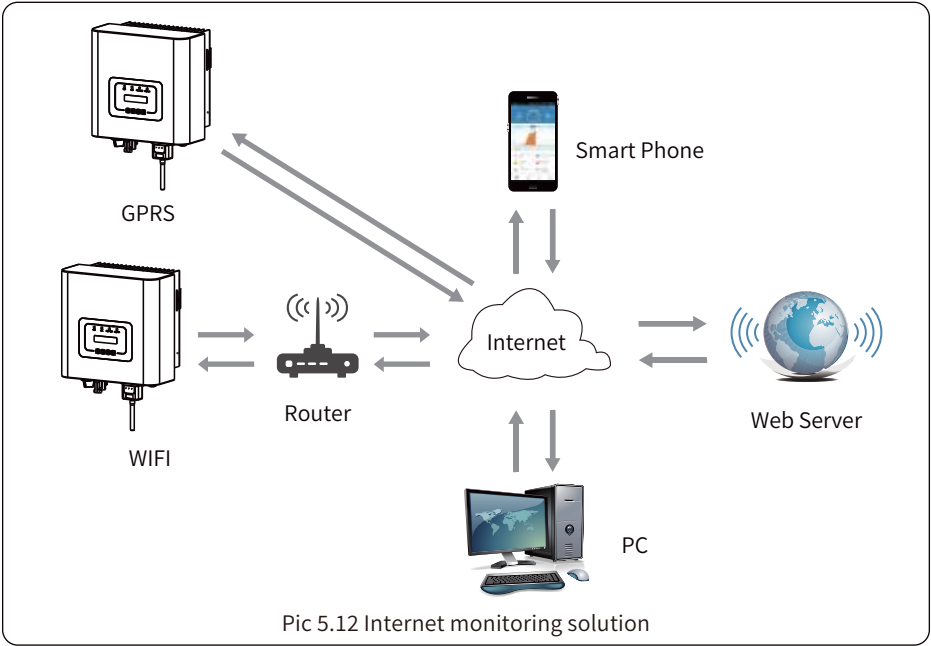 Smart Phone
GPRS
Internet
Router
Web Server
WIFI
PC
Pic 5.12 Internet monitoring solution